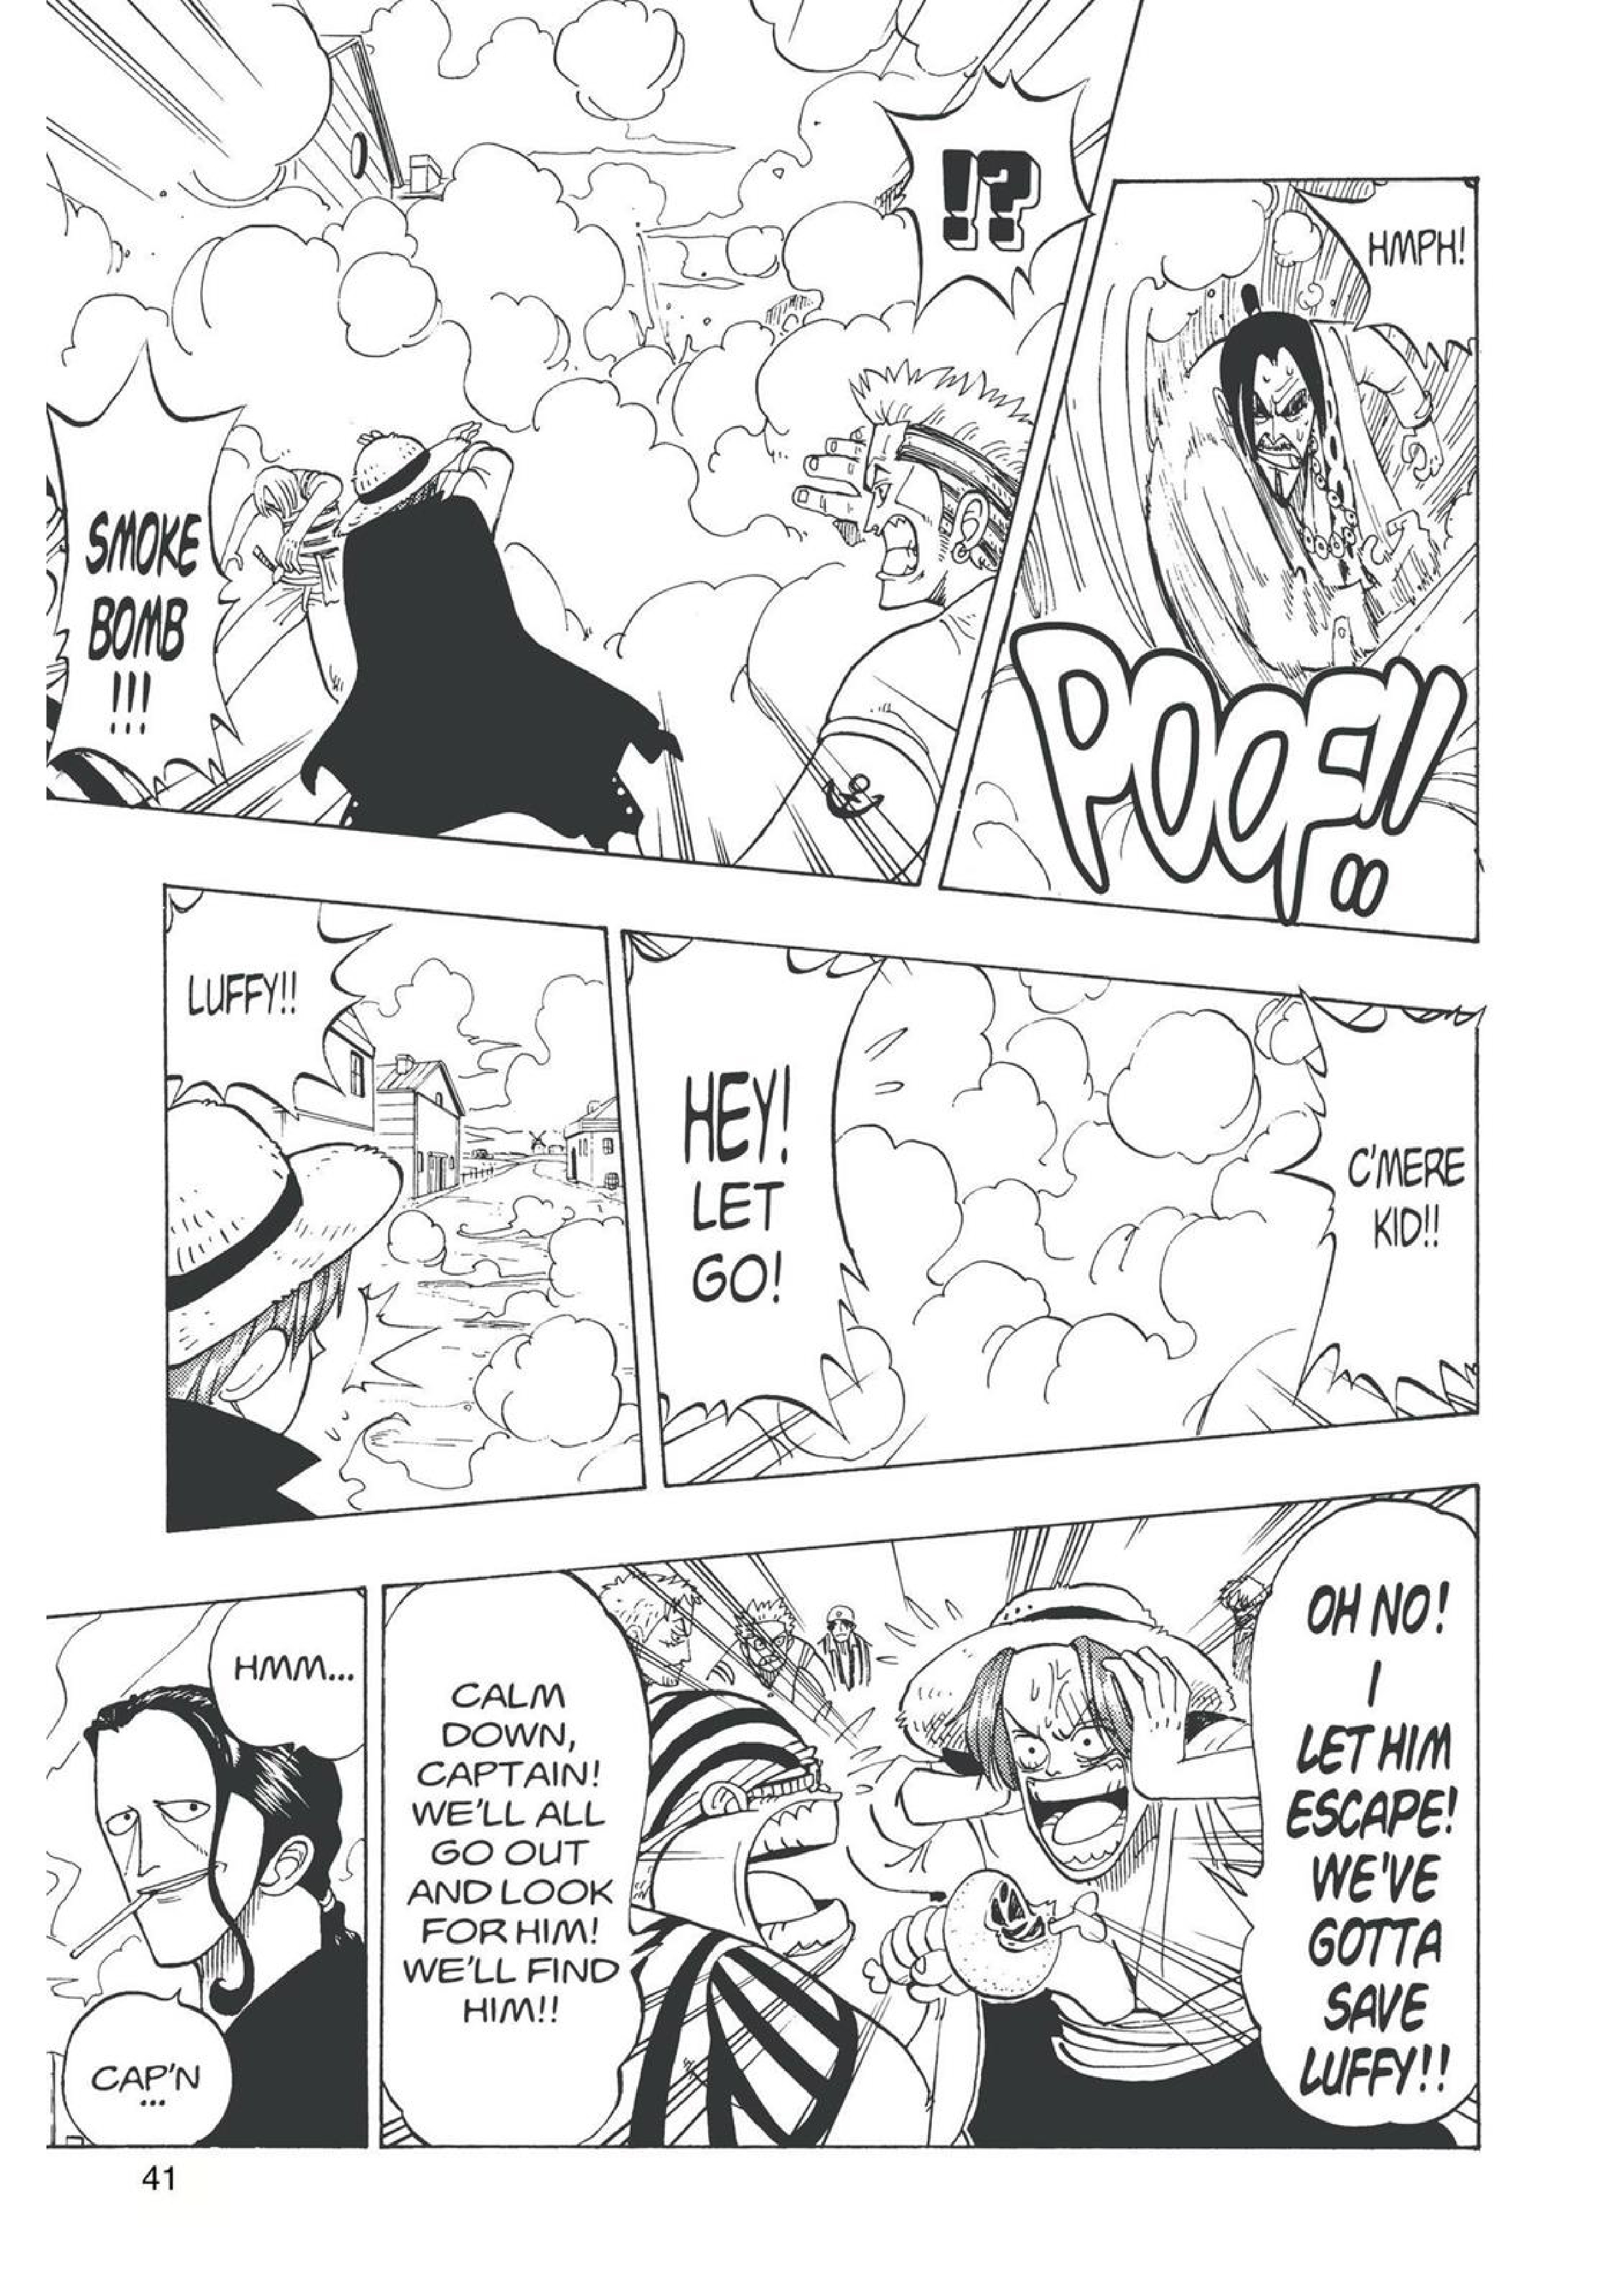 HMPH!
POOF!!
!?
SMOKE
BOMB
!!!
C'MERE
KID!!
HEY!
LET
GO!
LUFFY!!
OH NO!
I
LET HIM
ESCAPE!
WE'VE
GOTTA
SAVE
LUFFY!!
CALM
DOWN,
CAPTAIN!
WE'LL ALL
GO OUT
AND LOOK
FOR HIM!
WE'LL FIND
HIM!!
HMM...
CAP'N
...
41